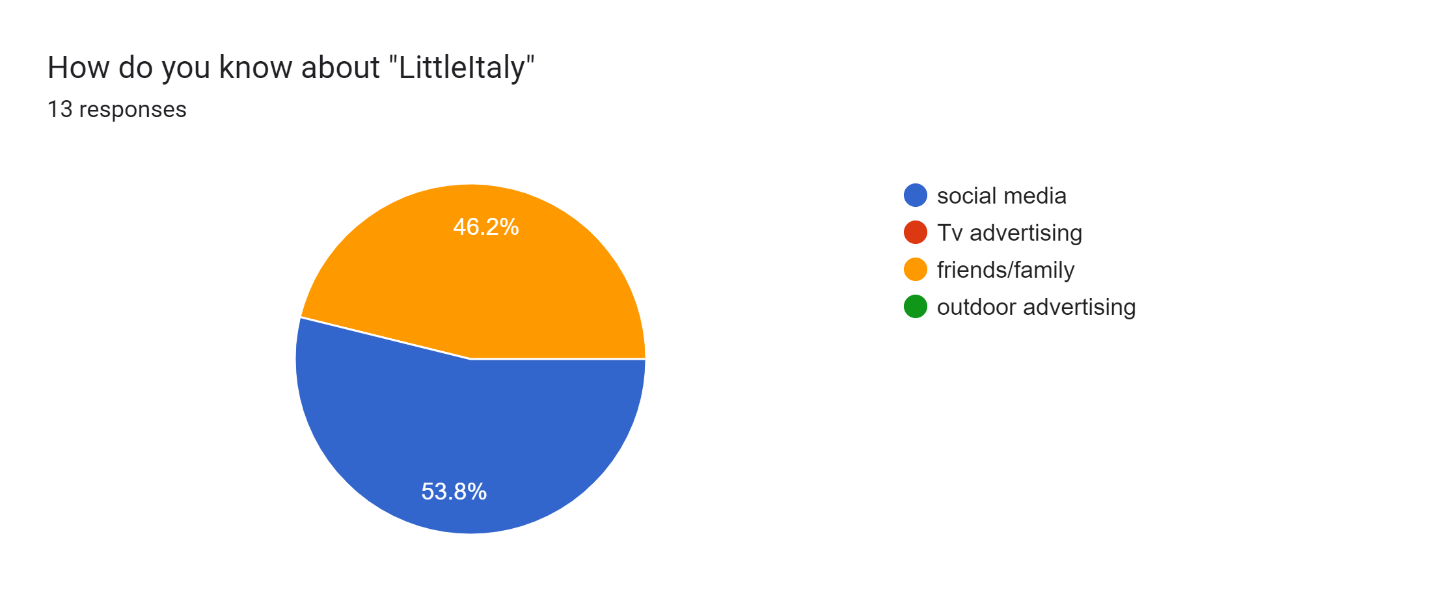 How do you know about "LittleItaly"
13 responses
46.2%
53.8%
social media
Tv advertising
friends/family
outdoor advertising